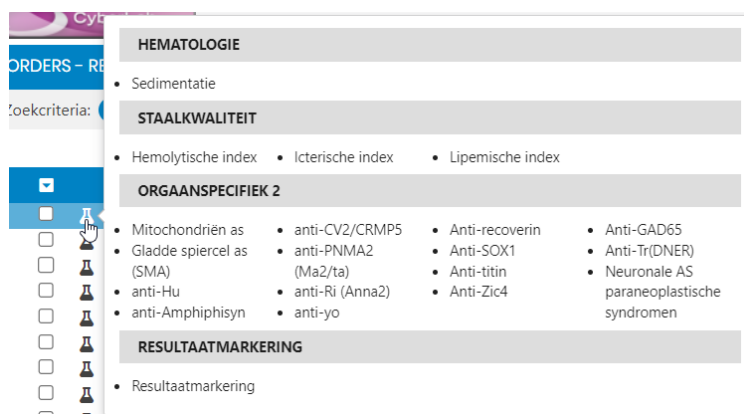 Cyb
ORDERS – RE
Zoekcriteria:
HEMATOLOGIE
Sedimentatie
STAALKWALITEIT
Hemolytische index
Icterische index
Lipemische index
ORGAANSPECIFIEK 2
Mitochondriën as
Gladde spiercel as
(SMA)
anti-Hu
anti-Amphiphisyn
anti-CV2/CRMP5
anti-PNMA2
(Ma2/ta)
anti-Ri (Anna2)
anti-yo
Anti-recoverin
Anti-SOX1
Anti-titin
Anti-Zic4
Anti-GAD65
Anti-Tr(DNER)
Neuronale AS
paraneoplastische
syndromen
RESULTAATMARKERING
Resultaatmarkering